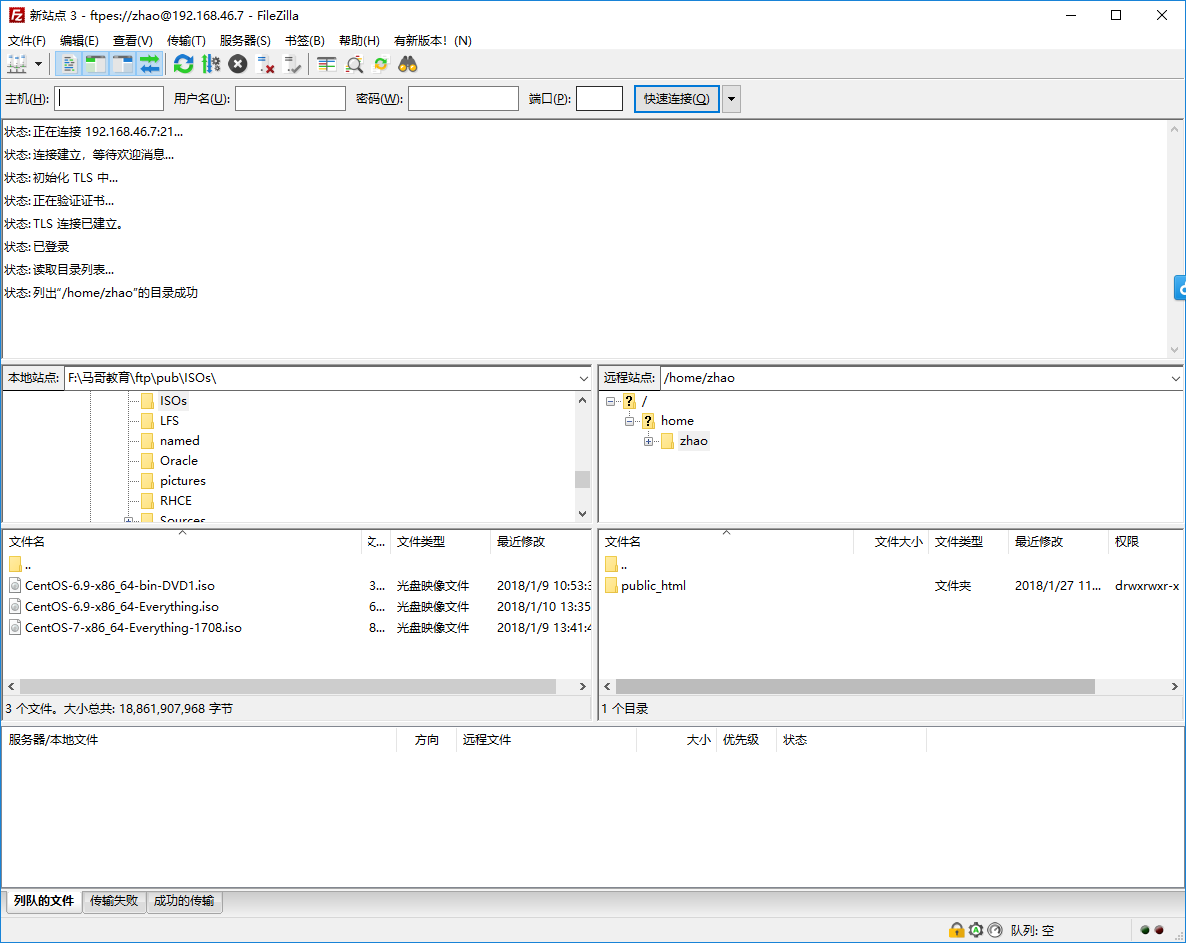 新站点 3 - ftpes://zhao@192.168.46.7 - FileZilla
文件(F) 编辑(E) 查看(V) 传输(T) 服务器(S) 书签(B) 帮助(H) 有新版本! (N)
主机(H): 用户名(U): 密码(W): 端口(P): 快速连接(Q)
状态: 正在连接 192.168.46.7:21...
状态: 连接建立，等待欢迎消息...
状态: 初始化 TLS 中...
状态: 正在验证证书...
状态: TLS 连接已建立。
状态: 已登录
状态: 读取目录列表...
状态: 列出“/home/zhao”的目录成功
本地站点: F:\马哥教育\ftp\pub\ISOs\
ISOs
LFS
named
Oracle
pictures
RHCE
Sources
远程站点: /home/zhao
/
home
zhao
文件名 文... 文件类型 最近修改
..
CentOS-6.9-x86_64-bin-DVD1.iso 3... 光盘映像文件 2018/1/9 10:53:3
CentOS-6.9-x86_64-Everything.iso 6... 光盘映像文件 2018/1/10 13:35
CentOS-7-x86_64-Everything-1708.iso 8... 光盘映像文件 2018/1/9 13:41:4
3 个文件。大小总共: 18,861,907,968 字节
文件名 文件大小 文件类型 最近修改 权限
..
public_html 文件夹 2018/1/27 11... drwxrwxr-x
1 个目录
服务器/本地文件 方向 远程文件 大小 优先级 状态
列队的文件 传输失败 成功的传输
队列: 空